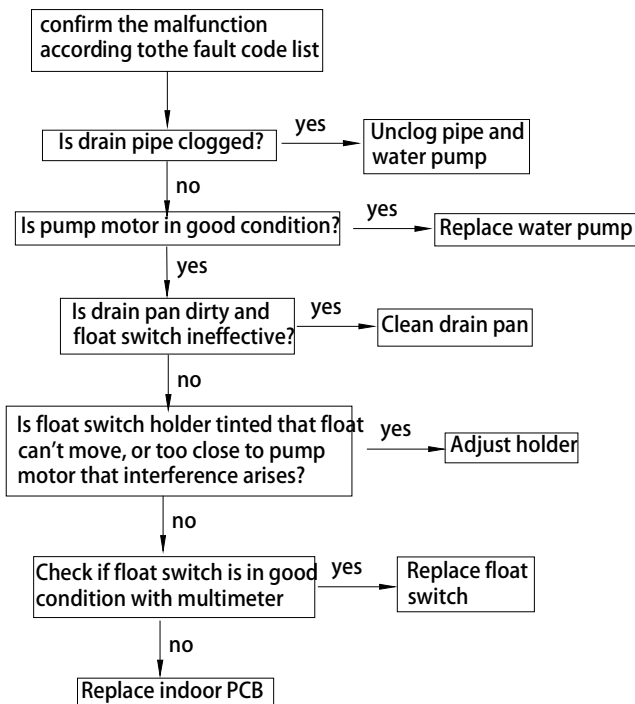 confirm the malfunction
according tothe fault code list
Is drain pipe clogged?
yes
Unclog pipe and
water pump
no
Is pump motor in good condition?
yes
Replace water pump
yes
Is drain pan dirty and
float switch ineffective?
yes
Clean drain pan
no
Is float switch holder tinted that float
can't move, or too close to pump
motor that interference arises?
yes
Adjust holder
no
Check if float switch is in good
condition with multimeter
yes
Replace float
switch
no
Replace indoor PCB